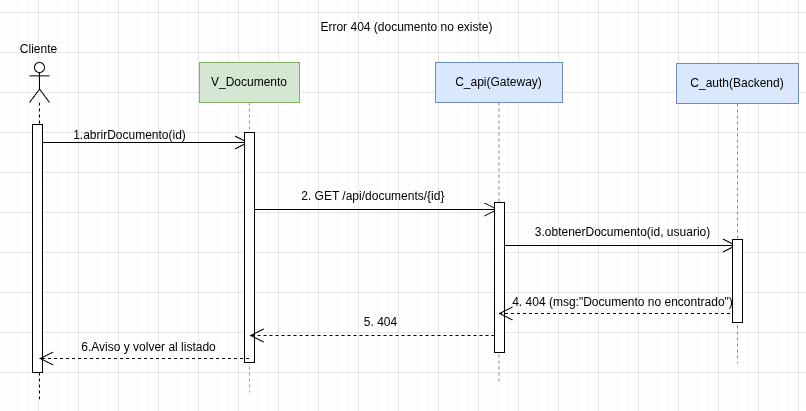 Error 404 (documento no existe)
Cliente
V_Documento
C_api(Gateway)
C_auth(Backend)
1.abrirDocumento(id)
2. GET /api/documents/{id}
3.obtenerDocumento(id, usuario)
4. 404 (msg:"Documento no encontrado")
5. 404
6.Aviso y volver al listado